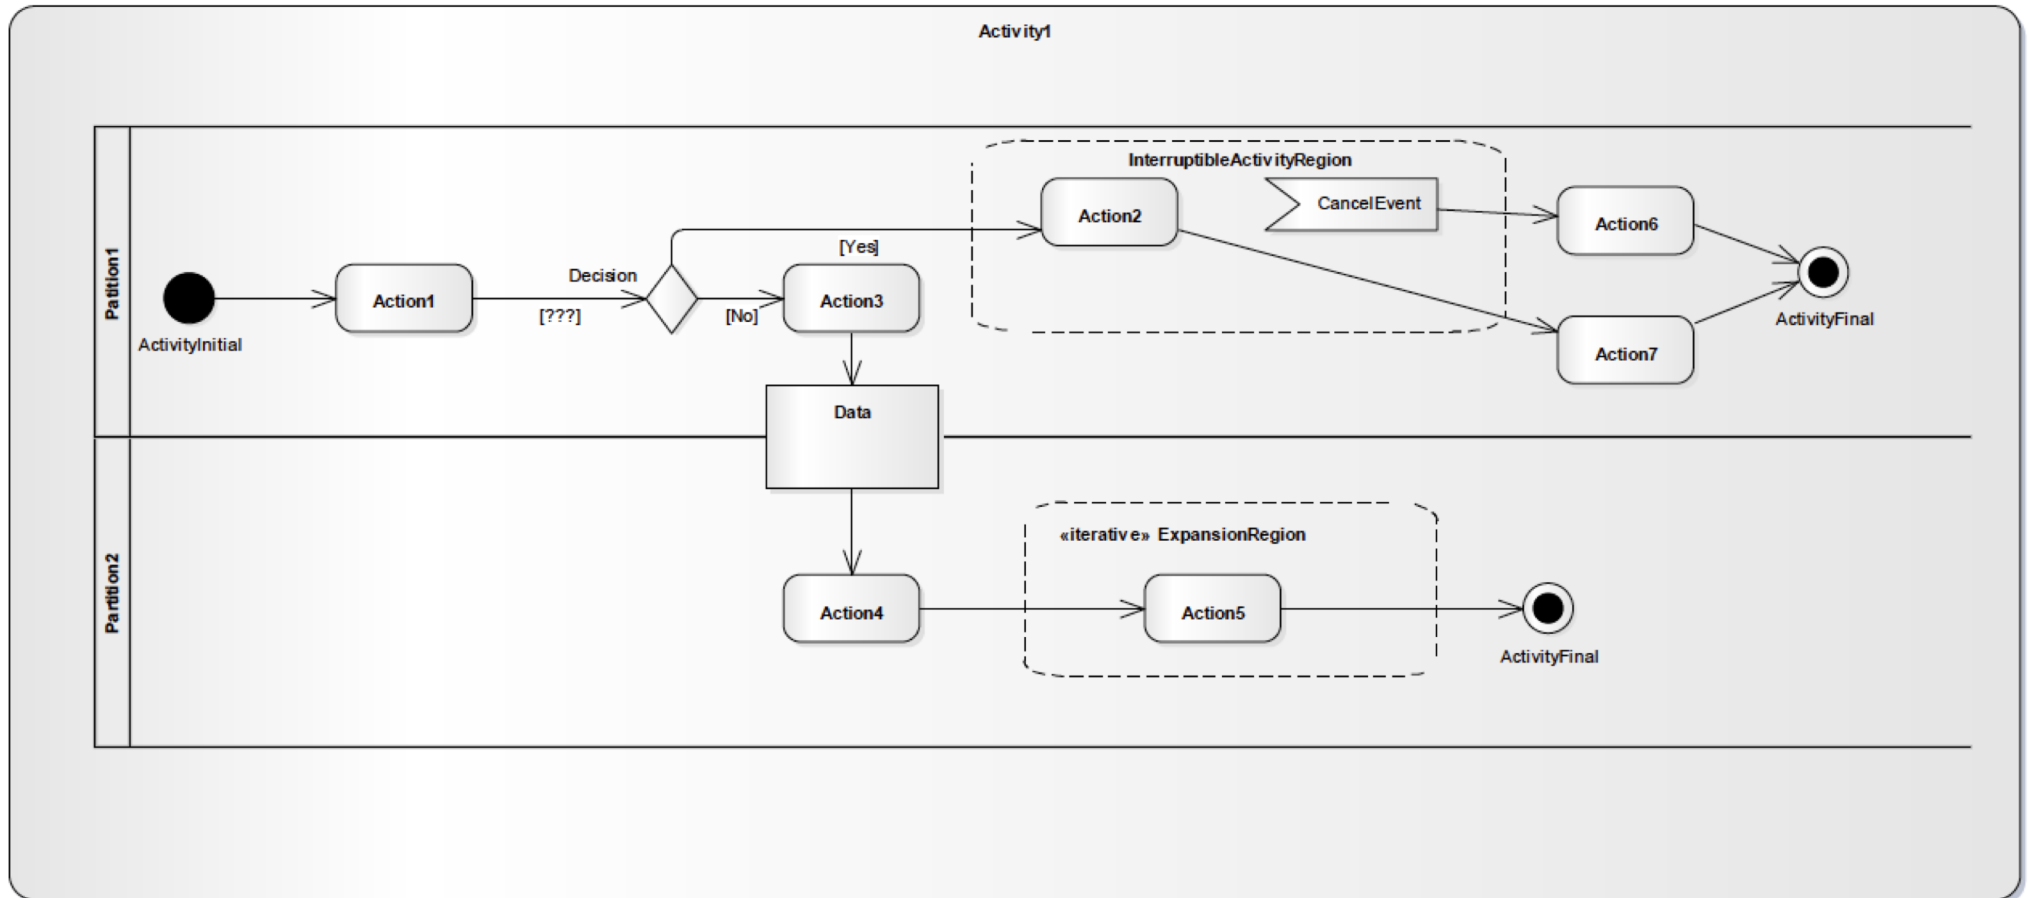 Activity1
Patition1
InterruptibleActivityRegion
Action2
CancelEvent
Action6
[Yes]
Decision
Action1
[???]
[No]
Action3
ActivityInitial
ActivityFinal
Action7
Data
Partition2
«iterative» ExpansionRegion
Action4
Action5
ActivityFinal